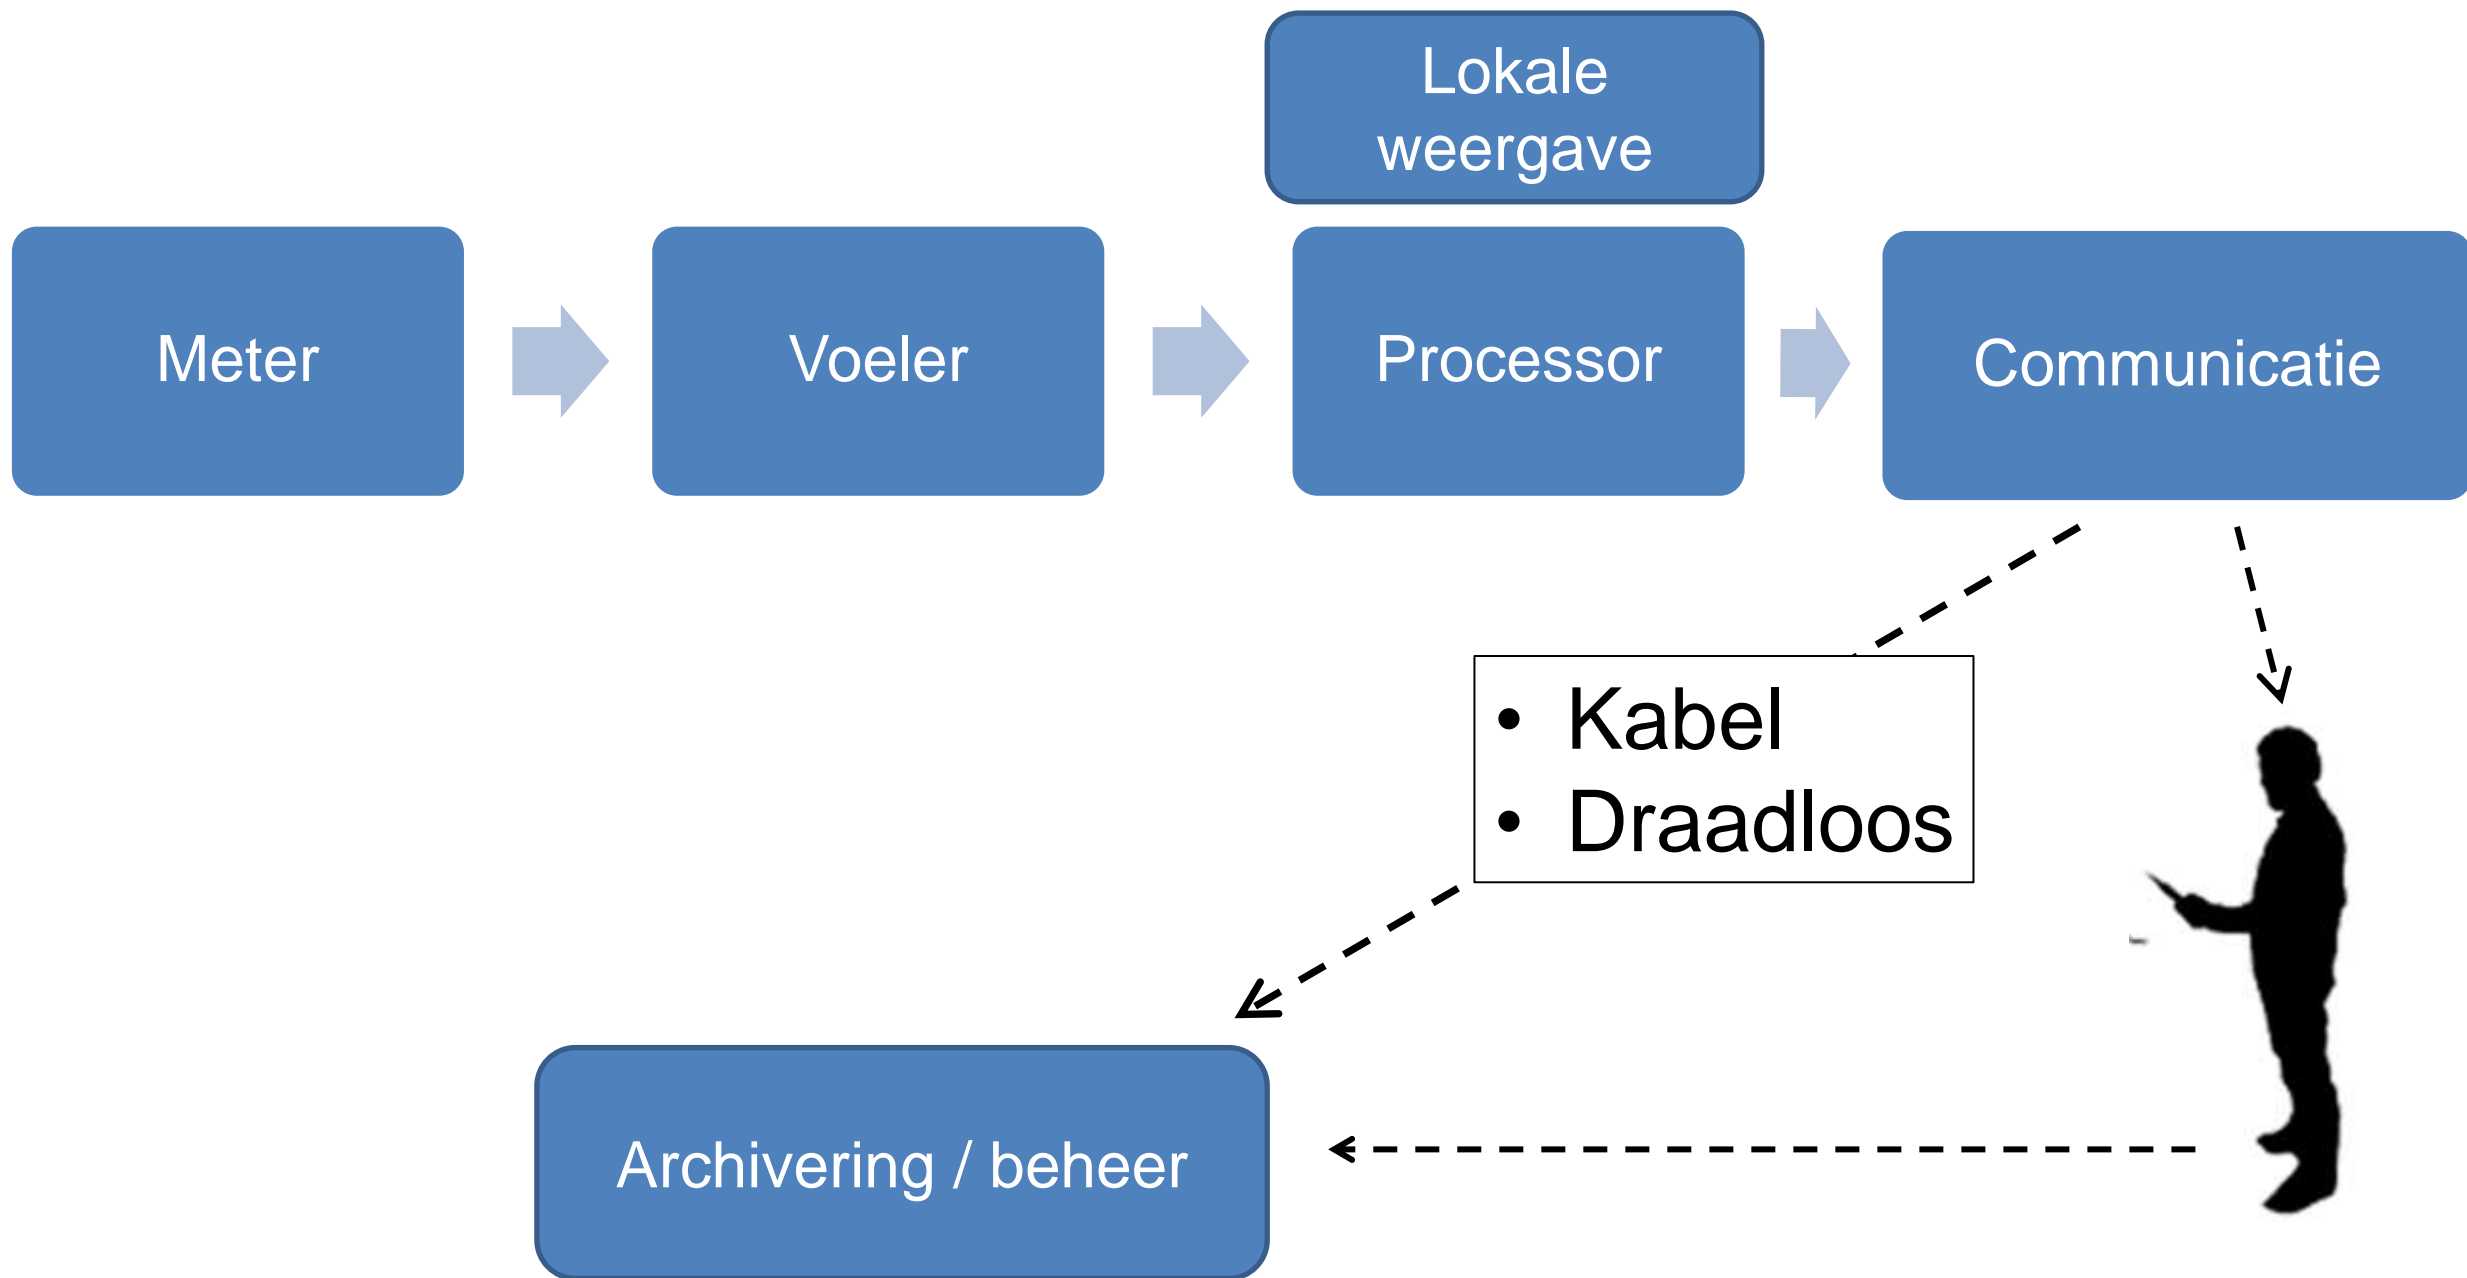 Lokale
weergave
Meter
Voeler
Processor
Communicatie
• Kabel
• Draadloos
Archivering / beheer